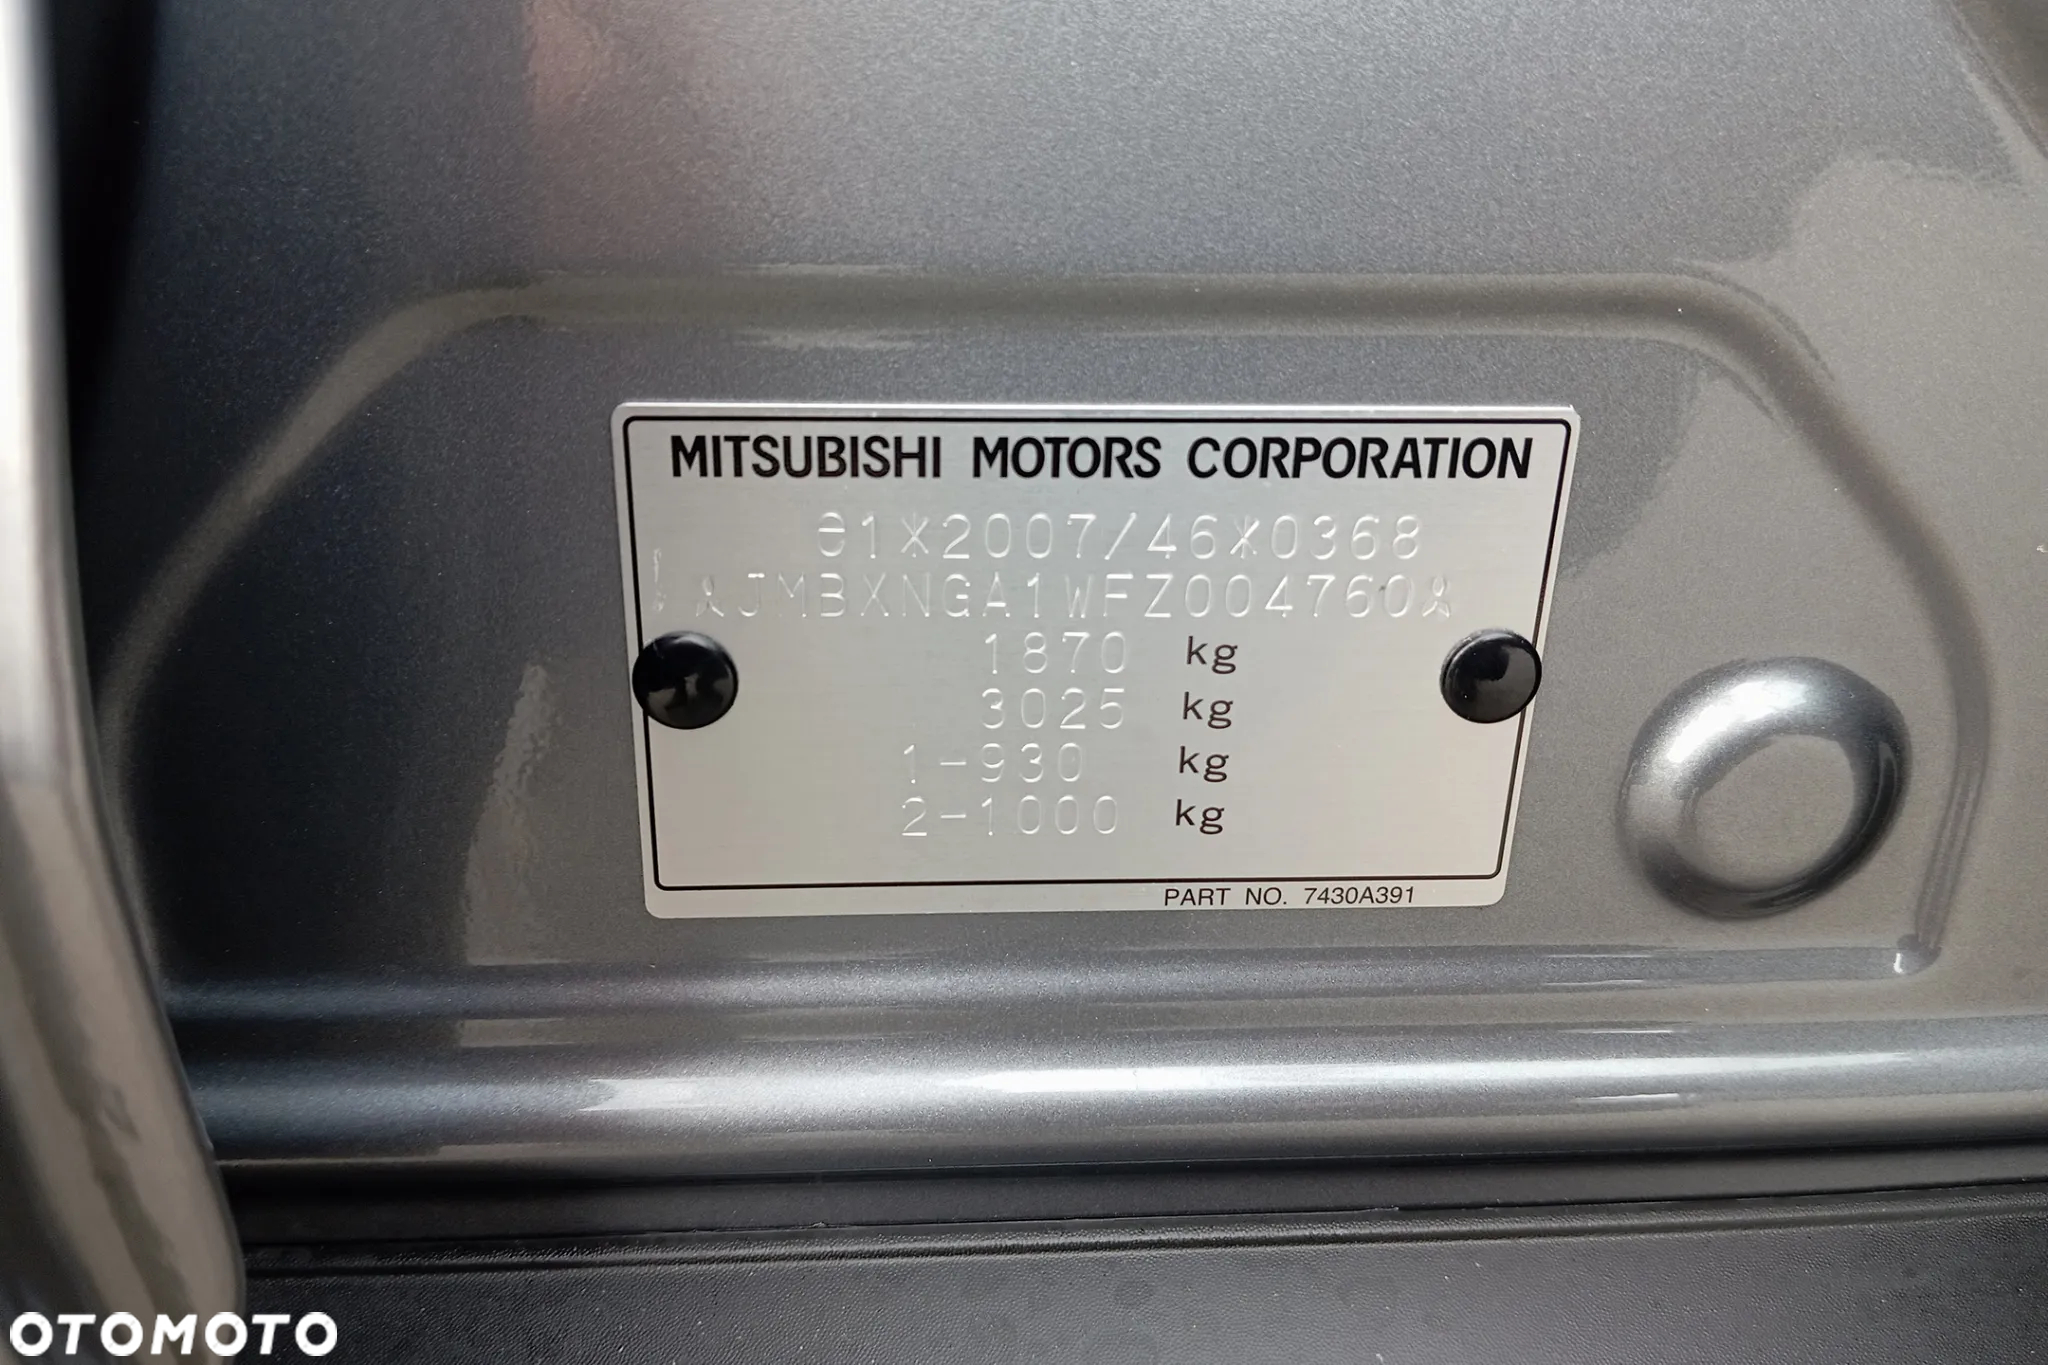 MITSUBISHI MOTORS CORPORATION
e1*2007/46*0368
JMBXNGA1WFZ004760
1870 kg
3025 kg
1-930 kg
2-1000 kg
PART NO. 7430A391
OTOMOTO